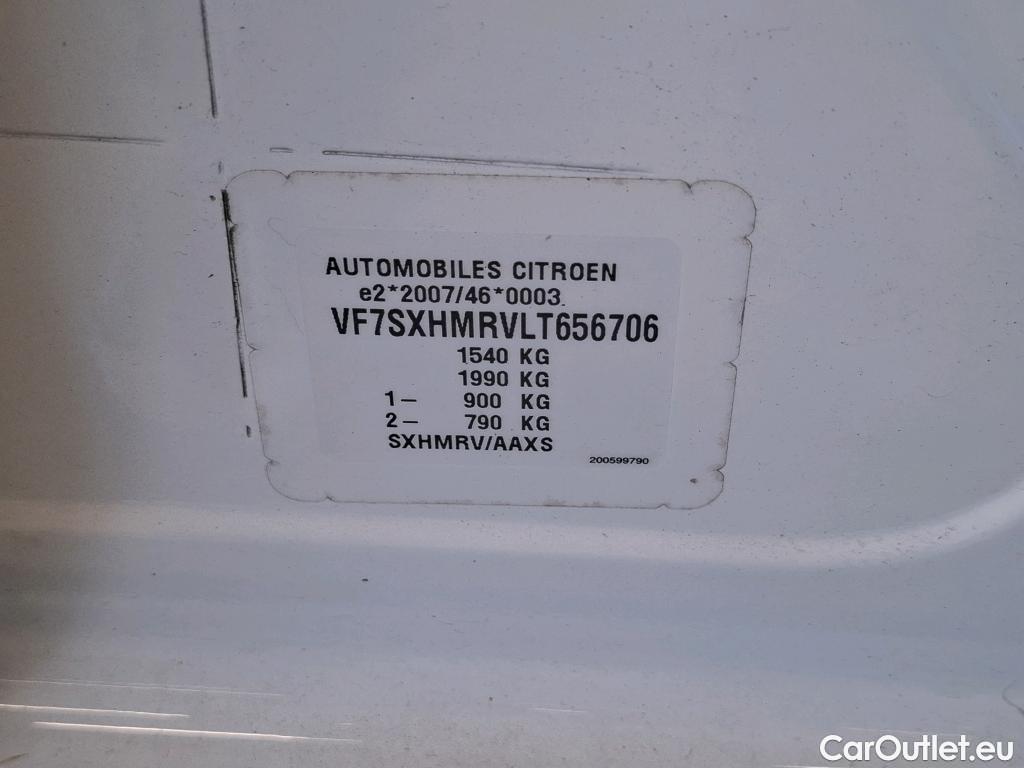 AUTOMOBILES CITROEN
e2*2007/46*0003
VF7SXHMRVLT656706
1540 KG
1990 KG
1– 900 KG
2– 790 KG
SXHMRV/AAXS
200599790
CarOutlet.eu